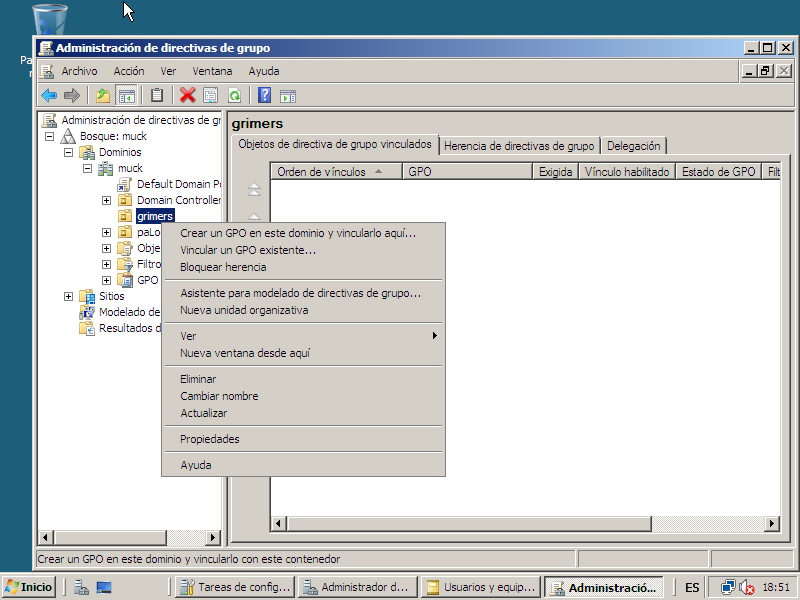 Administración de directivas de grupo
Archivo Acción Ver Ventana Ayuda
Administración de directivas de gr
Bosque: muck
Dominios
muck
Default Domain Po
Domain Controller
grimers
paLo
Obje
Filtro
GPO
Sitios
Modelado de
Resultados d
grimers
Objetos de directiva de grupo vinculados Herencia de directivas de grupo Delegación
Orden de vínculos GPO Exigida Vínculo habilitado Estado de GPO Filt
Crear un GPO en este dominio y vincularlo aquí...
Vincular un GPO existente...
Bloquear herencia
Asistente para modelado de directivas de grupo...
Nueva unidad organizativa
Ver
Nueva ventana desde aquí
Eliminar
Cambiar nombre
Actualizar
Propiedades
Ayuda
Crear un GPO en este dominio y vincularlo con este contenedor
Inicio Tareas de config... Administrador d... Usuarios y equip... Administració... ES 18:51